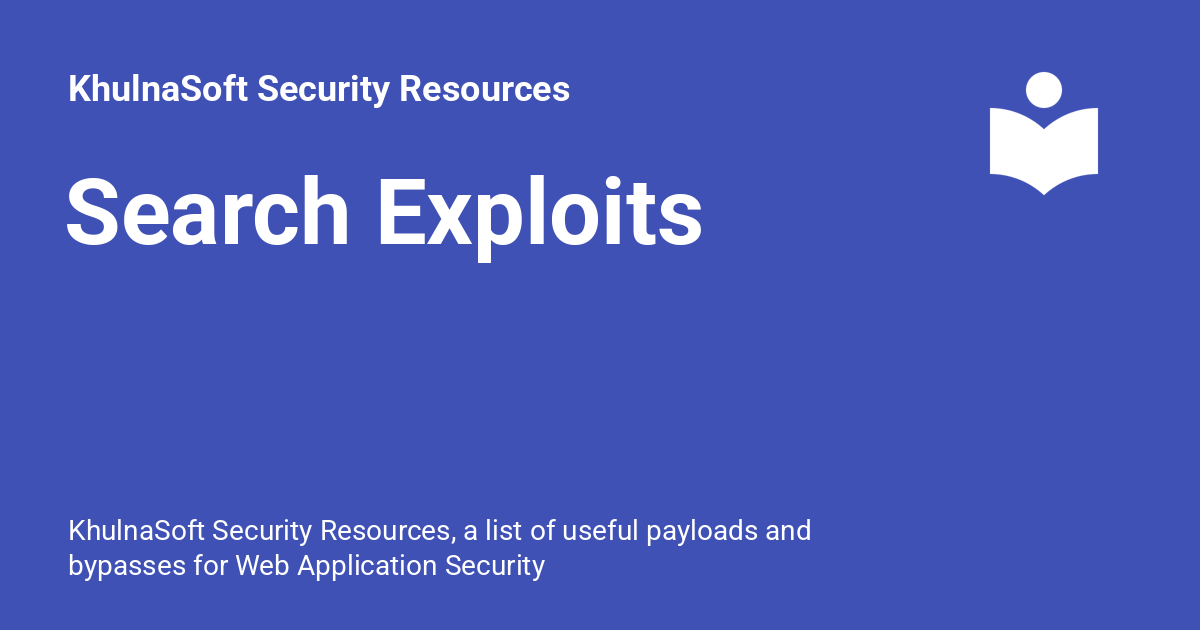 KhulnaSoft Security Resources
Search Exploits
KhulnaSoft Security Resources, a list of useful payloads and
bypasses for Web Application Security